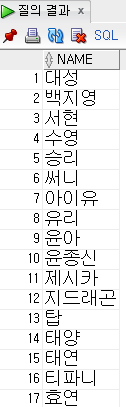 질의 결과 x
SQL
NAME
1 대성
2 백지영
3 서현
4 수영
5 승리
6 써니
7 아이유
8 유리
9 윤아
10 윤종신
11 제시카
12 지드래곤
13 탑
14 태양
15 태연
16 티파니
17 효연